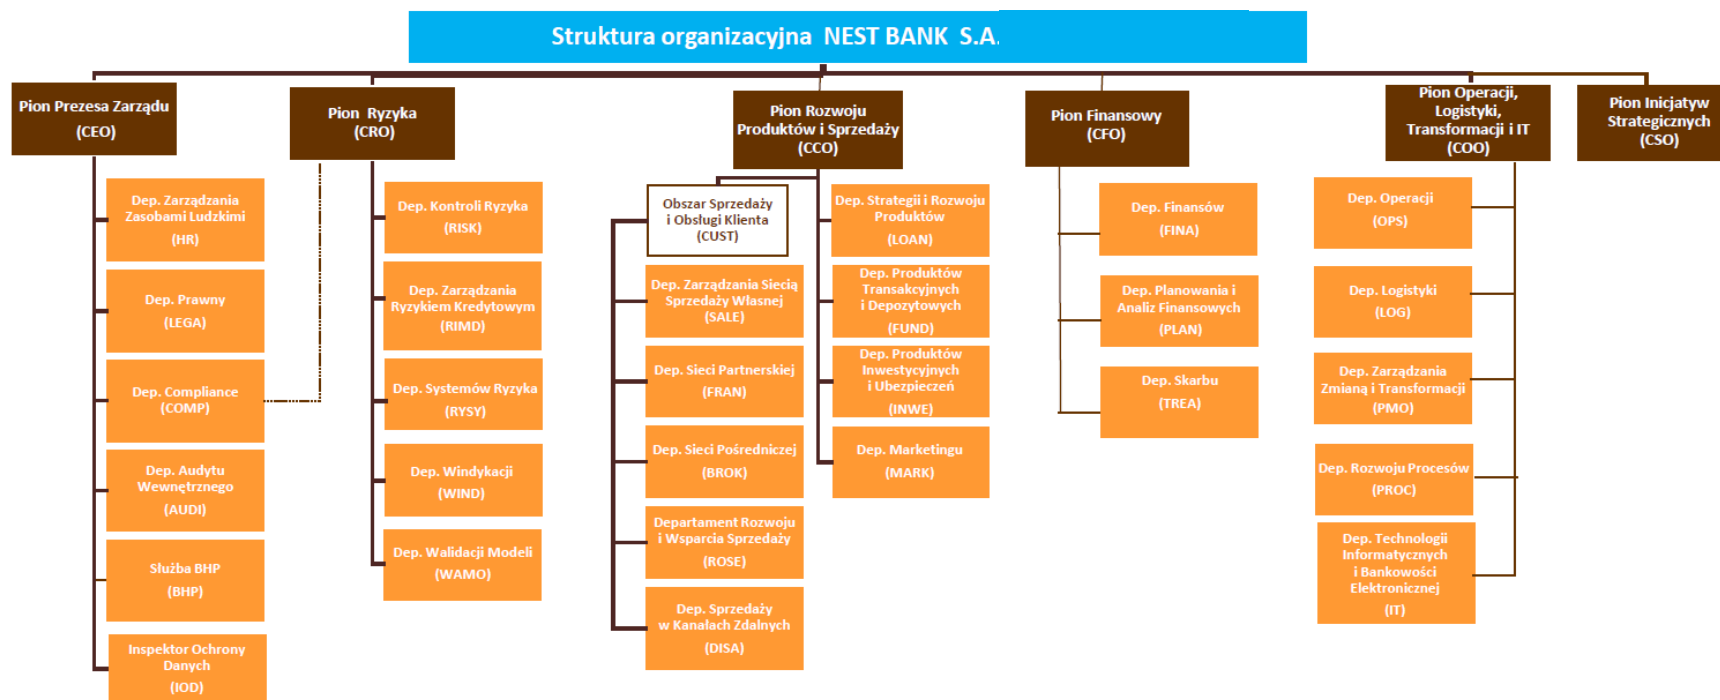 Struktura organizacyjna NEST BANK S.A.
Pion Prezesa Zarządu
(CEO)
Dep. Zarządzania
Zasobami Ludzkimi
(HR)
Dep. Prawny
(LEGA)
Dep. Compliance
(COMP)
Dep. Audytu
Wewnętrznego
(AUDI)
Służba BHP
(BHP)
Inspektor Ochrony
Danych
(IOD)
Pion Ryzyka
(CRO)
Dep. Kontroli Ryzyka
(RISK)
Dep. Zarządzania
Ryzykiem Kredytowym
(RIMD)
Dep. Systemów Ryzyka
(RYSY)
Dep. Windykacji
(WIND)
Dep. Walidacji Modeli
(WAMO)
Pion Rozwoju
Produktów i Sprzedaży
(CCO)
Obszar Sprzedaży
i Obsługi Klienta
(CUST)
Dep. Zarządzania Siecią
Sprzedaży Własnej
(SALE)
Dep. Sieci Partnerskiej
(FRAN)
Dep. Sieci Pośredniczej
(BROK)
Departament Rozwoju
i Wsparcia Sprzedaży
(ROSE)
Dep. Sprzedaży
w Kanałach Zdalnych
(DISA)
Dep. Strategii i Rozwoju
Produktów
(LOAN)
Dep. Produktów
Transakcyjnych
i Depozytowych
(FUND)
Dep. Produktów
Inwestycyjnych
i Ubezpieczeń
(INWE)
Dep. Marketingu
(MARK)
Pion Finansowy
(CFO)
Dep. Finansów
(FINA)
Dep. Planowania i
Analiz Finansowych
(PLAN)
Dep. Skarbu
(TREA)
Pion Operacji,
Logistyki,
Transformacji i IT
(COO)
Dep. Operacji
(OPS)
Dep. Logistyki
(LOG)
Dep. Zarządzania
Zmianą i Transformacji
(PMO)
Dep. Rozwoju Procesów
(PROC)
Dep. Technologii
Informatycznych
i Bankowości
Elektronicznej
(IT)
Pion Inicjatyw
Strategicznych
(CSO)